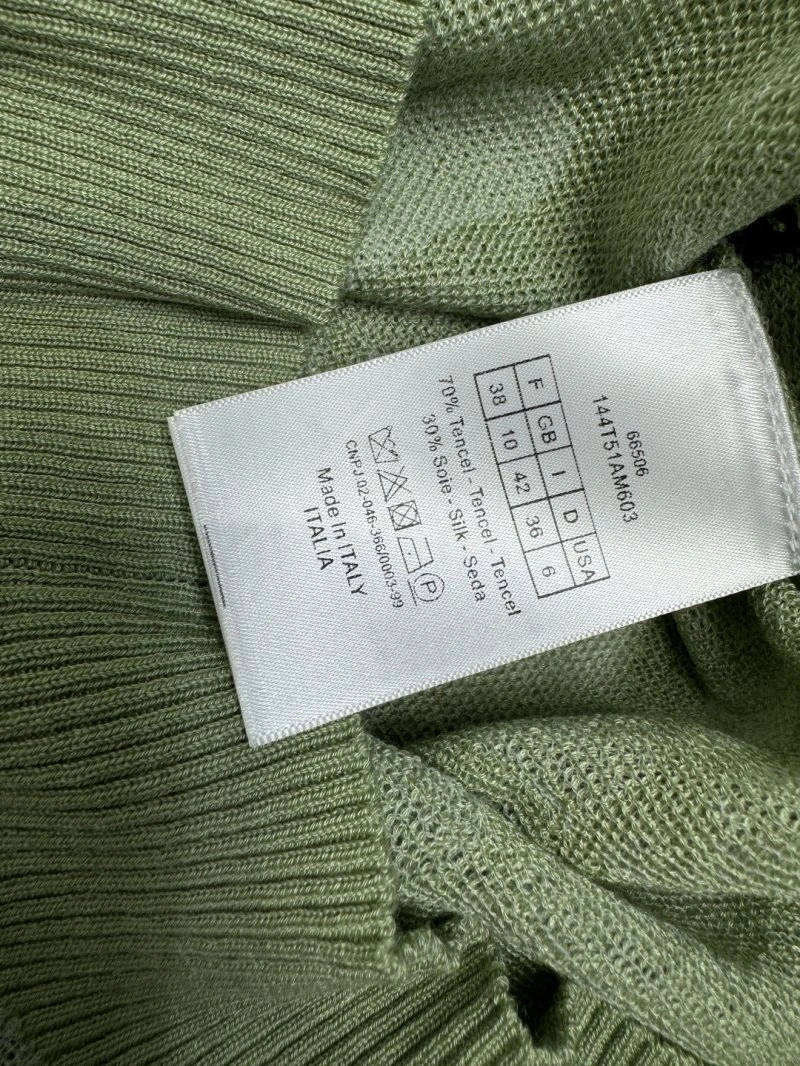 66506
144T51AM603
F GB I D USA
38 10 42 36 6
70% Tencel - Tencel - Tencel
30% Soie - Silk - Seda
P
CNPJ 02-046-366/0003-99
Made In ITALY
ITALIA